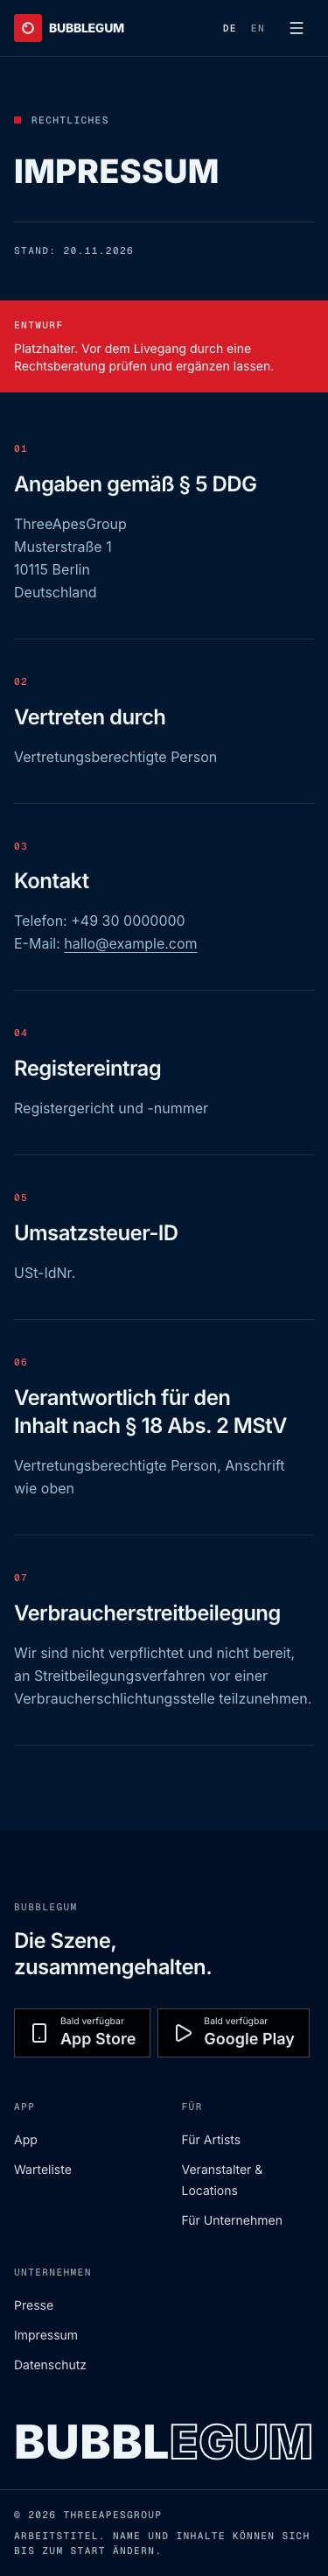 BUBBLEGUM
DE EN
RECHTLICHES
IMPRESSUM
STAND: 20.11.2026
ENTWURF
Platzhalter. Vor dem Livegang durch eine
Rechtsberatung prüfen und ergänzen lassen.
01
Angaben gemäß § 5 DDG
ThreeApesGroup
Musterstraße 1
10115 Berlin
Deutschland
02
Vertreten durch
Vertretungsberechtigte Person
03
Kontakt
Telefon: +49 30 0000000
E-Mail: hallo@example.com
04
Registereintrag
Registergericht und -nummer
05
Umsatzsteuer-ID
USt-IdNr.
06
Verantwortlich für den
Inhalt nach § 18 Abs. 2 MStV
Vertretungsberechtigte Person, Anschrift
wie oben
07
Verbraucherstreitbeilegung
Wir sind nicht verpflichtet und nicht bereit,
an Streitbeilegungsverfahren vor einer
Verbraucherschlichtungsstelle teilzunehmen.
BUBBLEGUM
Die Szene,
zusammengehalten.
Bald verfügbar
App Store
Bald verfügbar
Google Play
APP
App
Warteliste
FÜR
Für Artists
Veranstalter &
Locations
Für Unternehmen
UNTERNEHMEN
Presse
Impressum
Datenschutz
BUBBLEGUM
© 2026 THREEAPESGROUP
ARBEITSTITEL. NAME UND INHALTE KÖNNEN SICH
BIS ZUM START ÄNDERN.